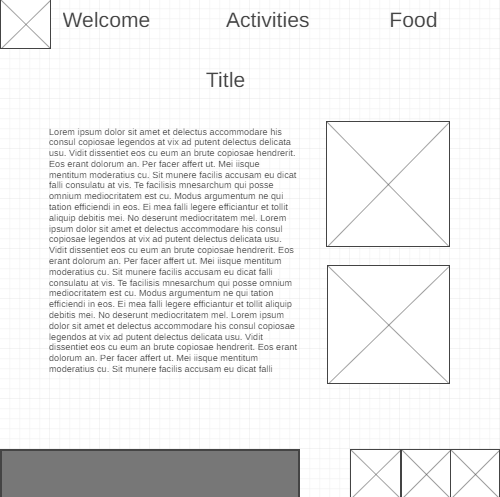 Welcome
Activities
Food
Title
Lorem ipsum dolor sit amet et delectus accommodare his
consul copiosae legendos at vix ad putent delectus delicata
usu. Vidit dissentiet eos cu eum an brute copiosae hendrerit.
Eos erant dolorum an. Per facer affert ut. Mei iisque
mentitum moderatius cu. Sit munere facilis accusam eu dicat
falli consulatu at vis. Te facilisis mnesarchum qui posse
omnium mediocritatem est cu. Modus argumentum ne qui
tation efficiendi in eos. Ei mea falli legere efficiantur et tollit
aliquip debitis mei. No deserunt mediocritatem mel. Lorem
ipsum dolor sit amet et delectus accommodare his consul
copiosae legendos at vix ad putent delectus delicata usu.
Vidit dissentiet eos cu eum an brute copiosae hendrerit. Eos
erant dolorum an. Per facer affert ut. Mei iisque mentitum
moderatius cu. Sit munere facilis accusam eu dicat falli
consulatu at vis. Te facilisis mnesarchum qui posse omnium
mediocritatem est cu. Modus argumentum ne qui tation
efficiendi in eos. Ei mea falli legere efficiantur et tollit aliquip
debitis mei. No deserunt mediocritatem mel. Lorem ipsum
dolor sit amet et delectus accommodare his consul copiosae
legendos at vix ad putent delectus delicata usu. Vidit
dissentiet eos cu eum an brute copiosae hendrerit. Eos erant
dolorum an. Per facer affert ut. Mei iisque mentitum
moderatius cu. Sit munere facilis accusam eu dicat falli